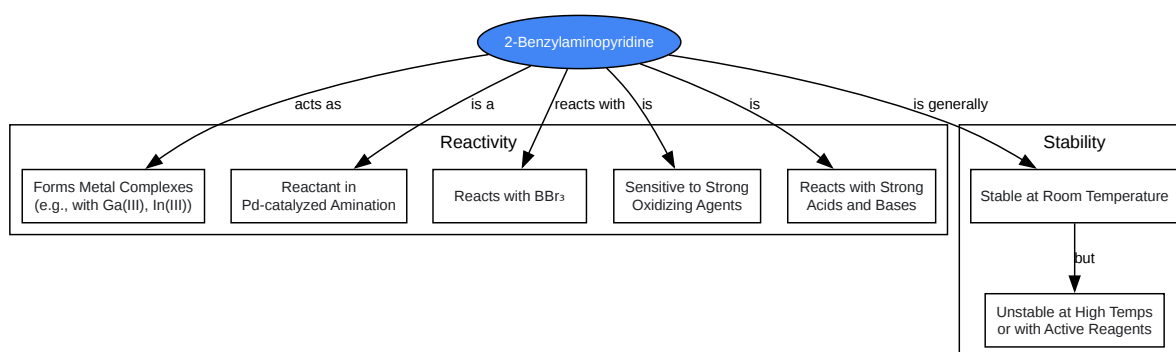 2-Benzylaminopyridine
acts as
is a
reacts with
is
is
is generally
Reactivity
Stability
Forms Metal Complexes
(e.g., with Ga(III), In(III))
Reactant in
Pd-catalyzed Amination
Reacts with BBr₃
Sensitive to Strong
Oxidizing Agents
Reacts with Strong
Acids and Bases
Stable at Room Temperature
but
Unstable at High Temps
or with Active Reagents